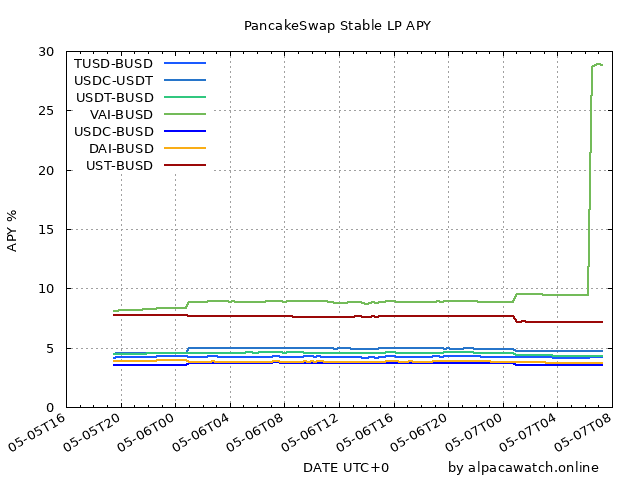 PancakeSwap Stable LP APY
30
25
20
15
10
5
0
APY %
TUSD-BUSD
USDC-USDT
USDT-BUSD
VAI-BUSD
USDC-BUSD
DAI-BUSD
UST-BUSD
05-05T16
05-05T20
05-06T00
05-06T04
05-06T08
05-06T12
05-06T16
05-06T20
05-07T00
05-07T04
05-07T08
DATE UTC+0
by alpacawatch.online